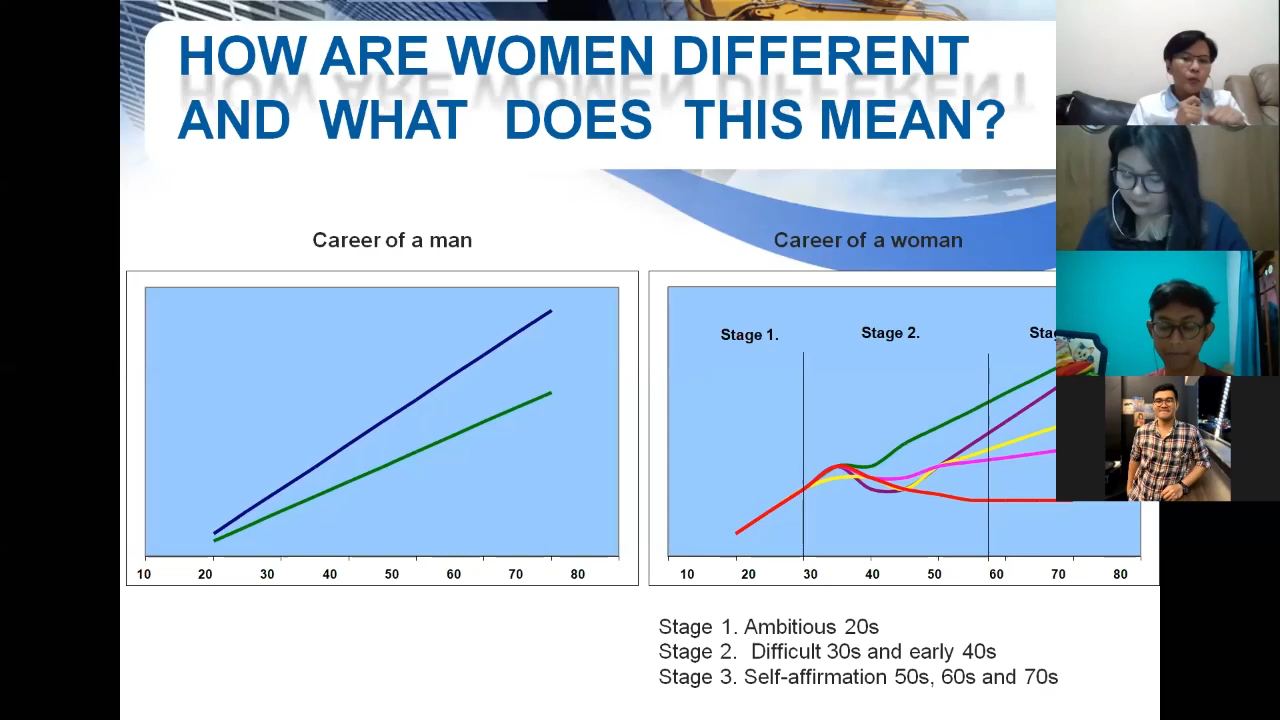 HOW ARE WOMEN DIFFERENT
AND WHAT DOES THIS MEAN?
Career of a man
Career of a woman
Stage 1.
Stage 2.
10 20 30 40 50 60 70 80
10 20 30 40 50 60 70 80
Stage 1. Ambitious 20s
Stage 2. Difficult 30s and early 40s
Stage 3. Self-affirmation 50s, 60s and 70s